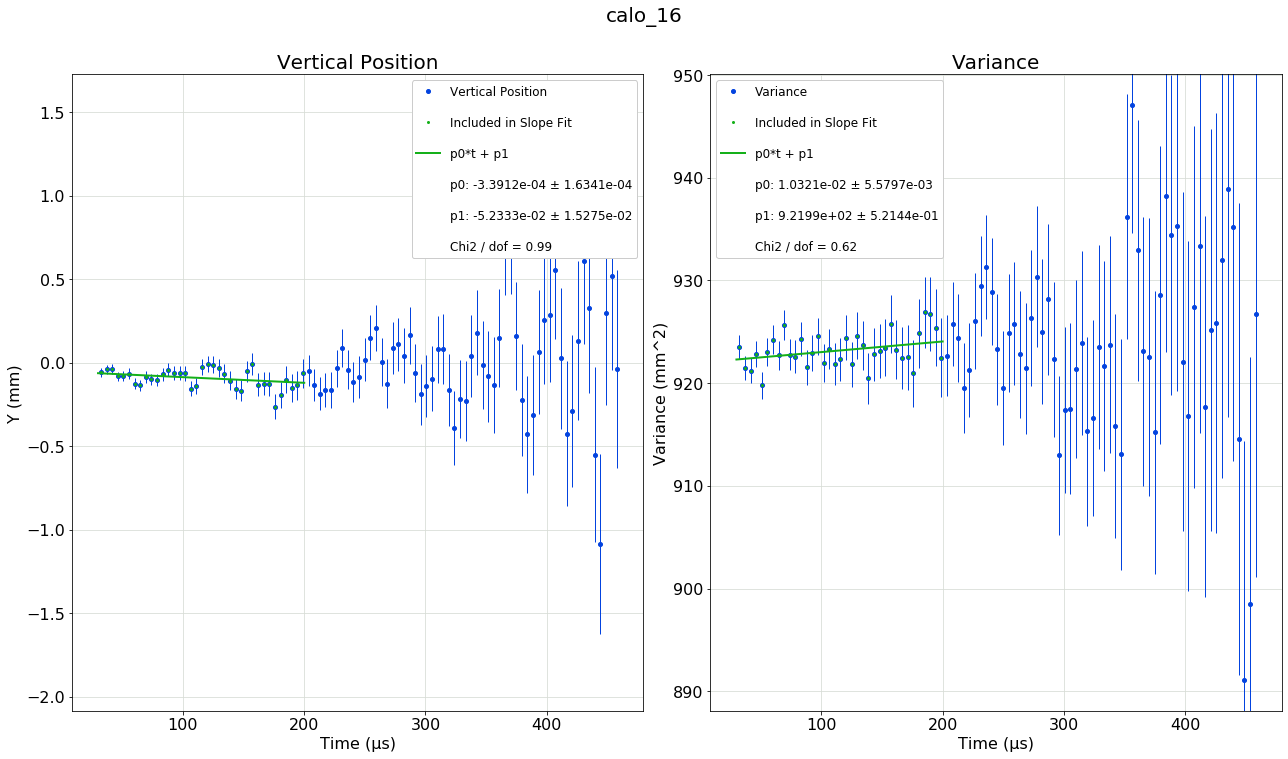 calo_16
Vertical Position
Vertical Position
Included in Slope Fit
p0*t + p1
p0: -3.3912e-04 ± 1.6341e-04
p1: -5.2333e-02 ± 1.5275e-02
Chi2 / dof = 0.99
1.5
1.0
0.5
0.0
−0.5
−1.0
−1.5
−2.0
Y (mm)
100 200 300 400
Time (μs)
Variance
Variance
Included in Slope Fit
p0*t + p1
p0: 1.0321e-02 ± 5.5797e-03
p1: 9.2199e+02 ± 5.2144e-01
Chi2 / dof = 0.62
950
940
930
920
910
900
890
Variance (mm^2)
100 200 300 400
Time (μs)